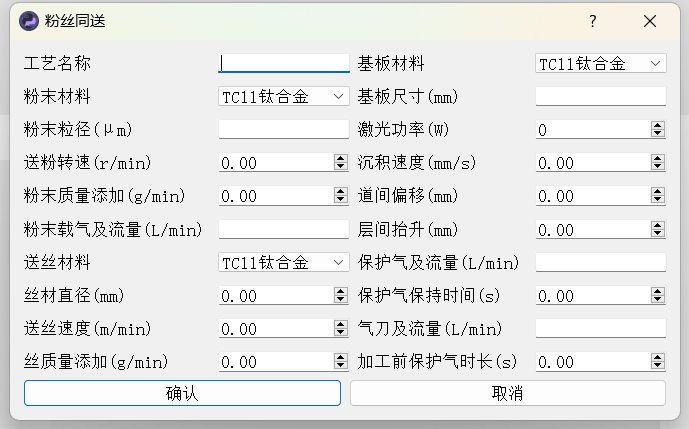 粉丝同送 ?
工艺名称 基板材料 TC11钛合金
粉末材料 TC11钛合金 基板尺寸(mm)
粉末粒径(μm) 激光功率(W) 0
送粉转速(r/min) 0.00 沉积速度(mm/s) 0.00
粉末质量添加(g/min) 0.00 道间偏移(mm) 0.00
粉末载气及流量(L/min) 层间抬升(mm) 0.00
送丝材料 TC11钛合金 保护气及流量(L/min)
丝材直径(mm) 0.00 保护气保持时间(s) 0.00
送丝速度(m/min) 0.00 气刀及流量(L/min)
丝质量添加(g/min) 0.00 加工前保护气时长(s) 0.00
确认 取消